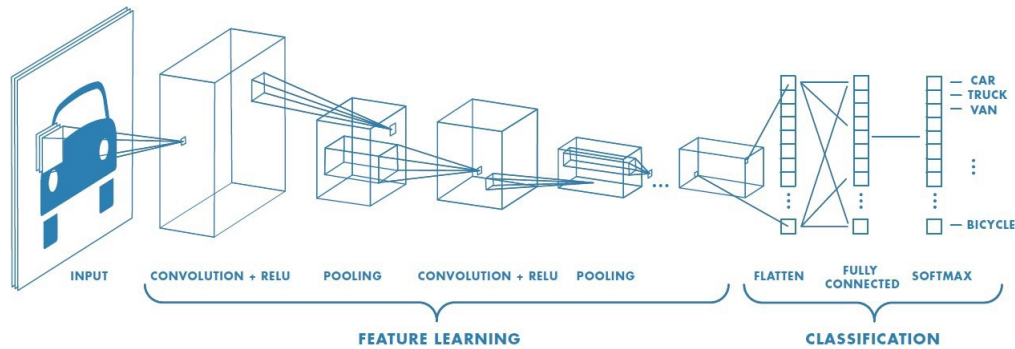 CAR
TRUCK
VAN
BICYCLE
INPUT
CONVOLUTION + RELU
POOLING
CONVOLUTION + RELU
POOLING
FLATTEN
FULLY
CONNECTED
SOFTMAX
FEATURE LEARNING
CLASSIFICATION